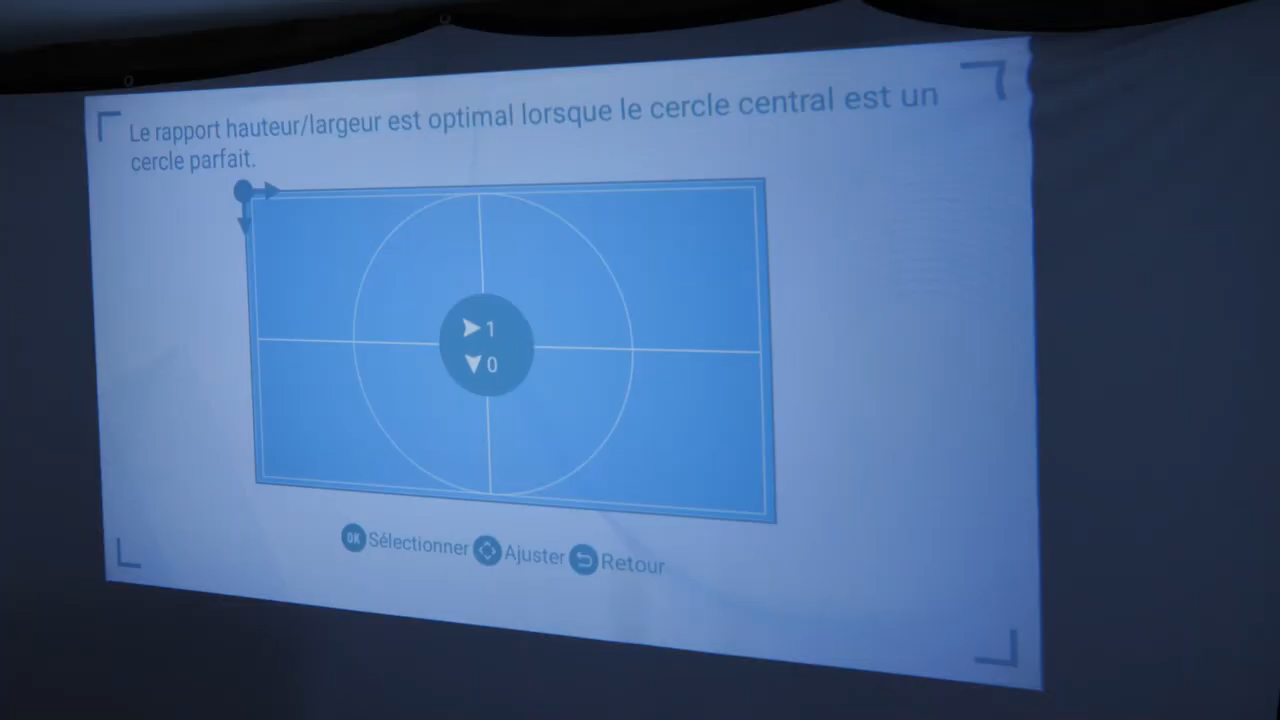 Le rapport hauteur/largeur est optimal lorsque le cercle central est un
cercle parfait.
1
0
OK Sélectionner Ajuster Retour